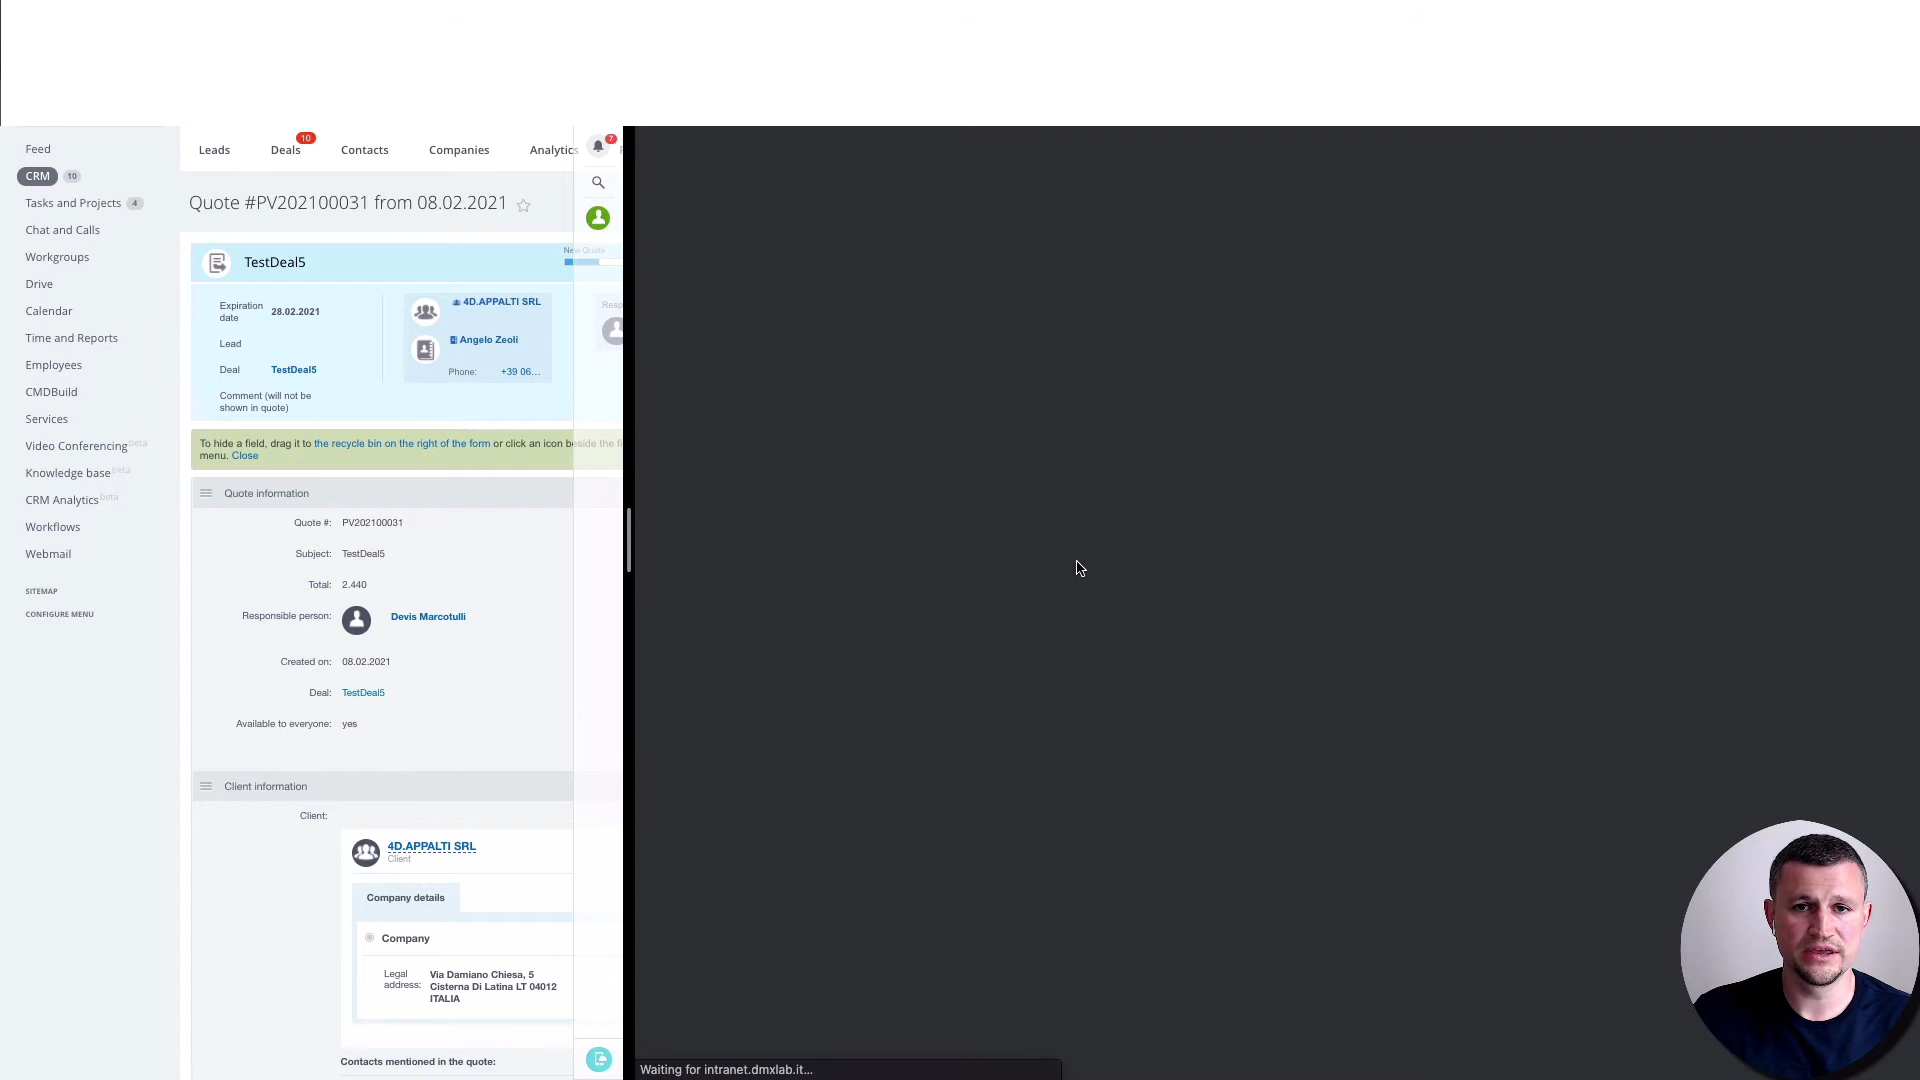 Feed
CRM 10
Tasks and Projects 4
Chat and Calls
Workgroups
Drive
Calendar
Time and Reports
Employees
CMDBuild
Services
Video Conferencing beta
Knowledge base beta
CRM Analytics beta
Workflows
Webmail
SITEMAP
CONFIGURE MENU
Leads
Deals 10
Contacts
Companies
Analytics
7
Quote #PV202100031 from 08.02.2021
TestDeal5
New Quote
Expiration
date
28.02.2021
Lead
Deal TestDeal5
Comment (will not be
shown in quote)
4D.APPALTI SRL
Angelo Zeoli
Phone: +39 06...
Resp
To hide a field, drag it to the recycle bin on the right of the form or click an icon beside the
menu. Close
Quote information
Quote #: PV202100031
Subject: TestDeal5
Total: 2.440
Responsible person: Devis Marcotulli
Created on: 08.02.2021
Deal: TestDeal5
Available to everyone: yes
Client information
Client:
4D.APPALTI SRL
Client
Company details
Company
Legal
address:
Via Damiano Chiesa, 5
Cisterna Di Latina LT 04012
ITALIA
Contacts mentioned in the quote:
Waiting for intranet.dmxlab.it...